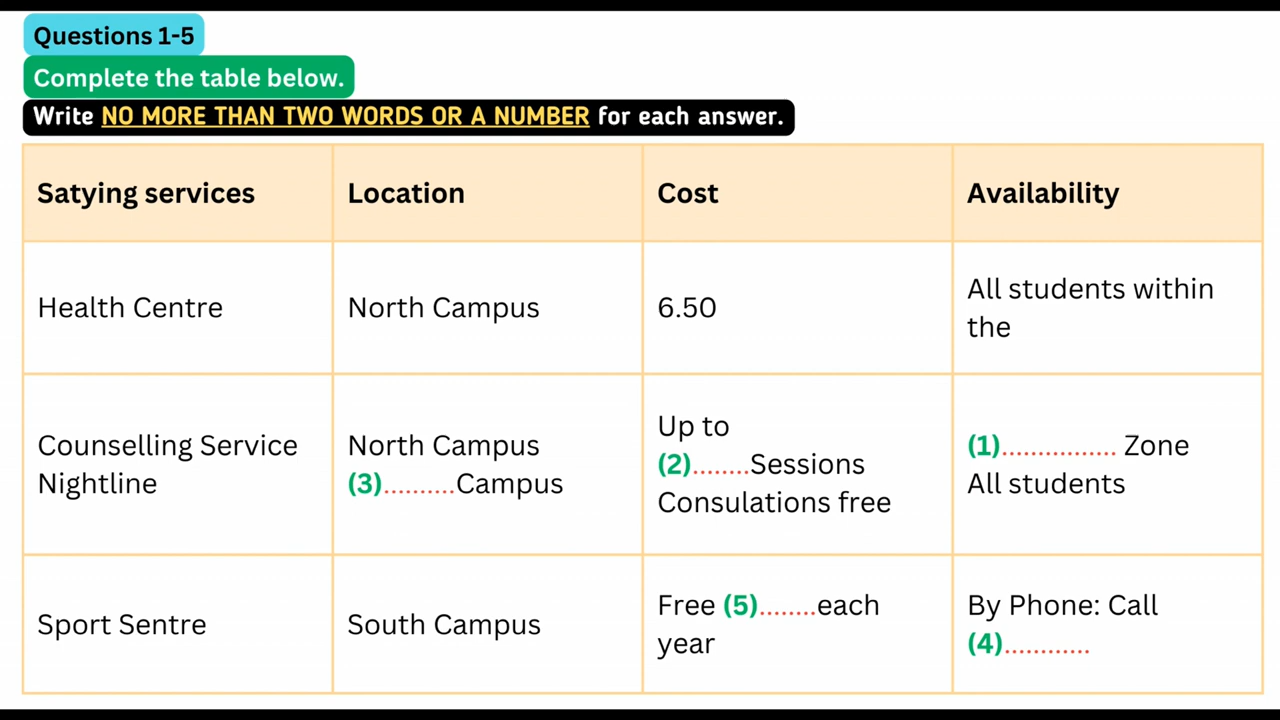 Questions 1-5
Complete the table below.
Write NO MORE THAN TWO WORDS OR A NUMBER for each answer.
Satying services
Location
Cost
Availability
Health Centre
North Campus
6.50
All students within
the
Counselling Service
Nightline
North Campus
(3)..........Campus
Up to
(2)........Sessions
Consulations free
(1)................ Zone
All students
Sport Sentre
South Campus
Free (5)........each
year
By Phone: Call
(4)............